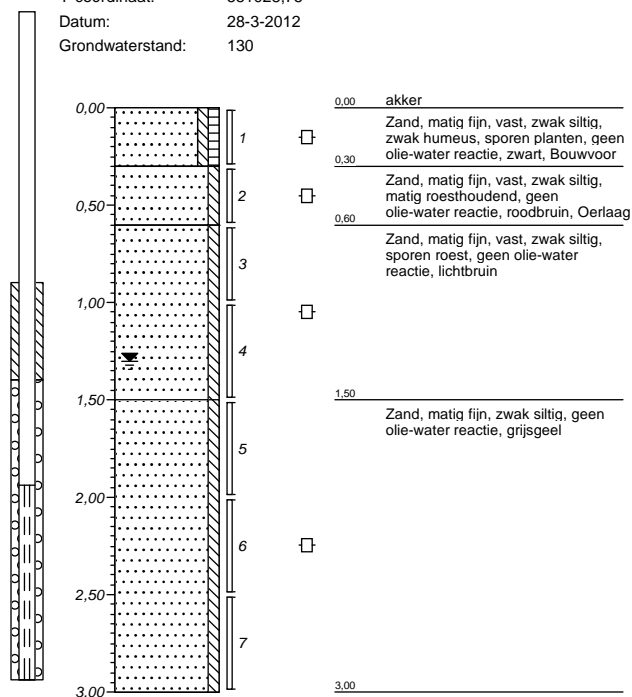 Datum: 28-3-2012
Grondwaterstand: 130
0,00
0,50
1,00
1,50
2,00
2,50
3,00
1
2
3
4
5
6
7
0,00 akker
Zand, matig fijn, vast, zwak siltig,
zwak humeus, sporen planten, geen
olie-water reactie, zwart, Bouwvoor
0,30
Zand, matig fijn, vast, zwak siltig,
matig roesthoudend, geen
olie-water reactie, roodbruin, Oerlaag
0,60
Zand, matig fijn, vast, zwak siltig,
sporen roest, geen olie-water
reactie, lichtbruin
1,50
Zand, matig fijn, zwak siltig, geen
olie-water reactie, grijsgeel
3,00